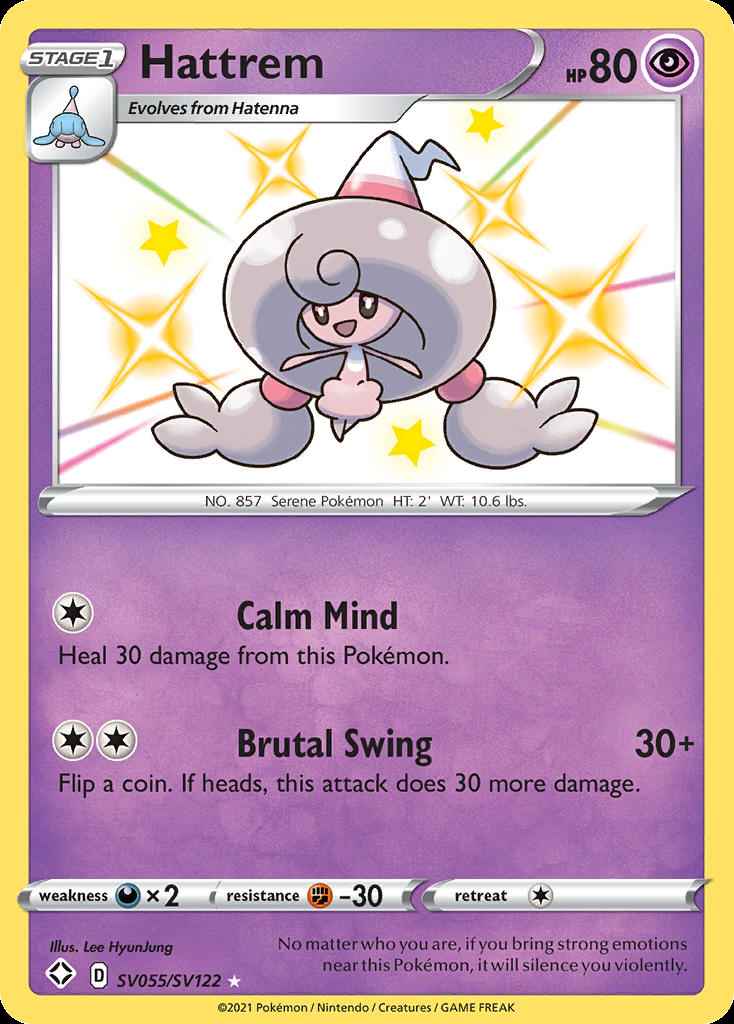 STAGE1
Hattrem
HP80
Evolves from Hatenna
NO. 857 Serene Pokémon HT: 2' WT: 10.6 lbs.
Calm Mind
Heal 30 damage from this Pokémon.
Brutal Swing 30+
Flip a coin. If heads, this attack does 30 more damage.
weakness ×2 resistance -30 retreat
Illus. Lee HyunJung
No matter who you are, if you bring strong emotions
near this Pokémon, it will silence you violently.
D SV055/SV122
©2021 Pokémon / Nintendo / Creatures / GAME FREAK